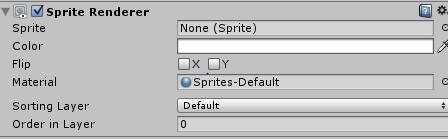 Sprite Renderer
Sprite None (Sprite)
Color
Flip X Y
Material Sprites-Default
Sorting Layer Default
Order in Layer 0